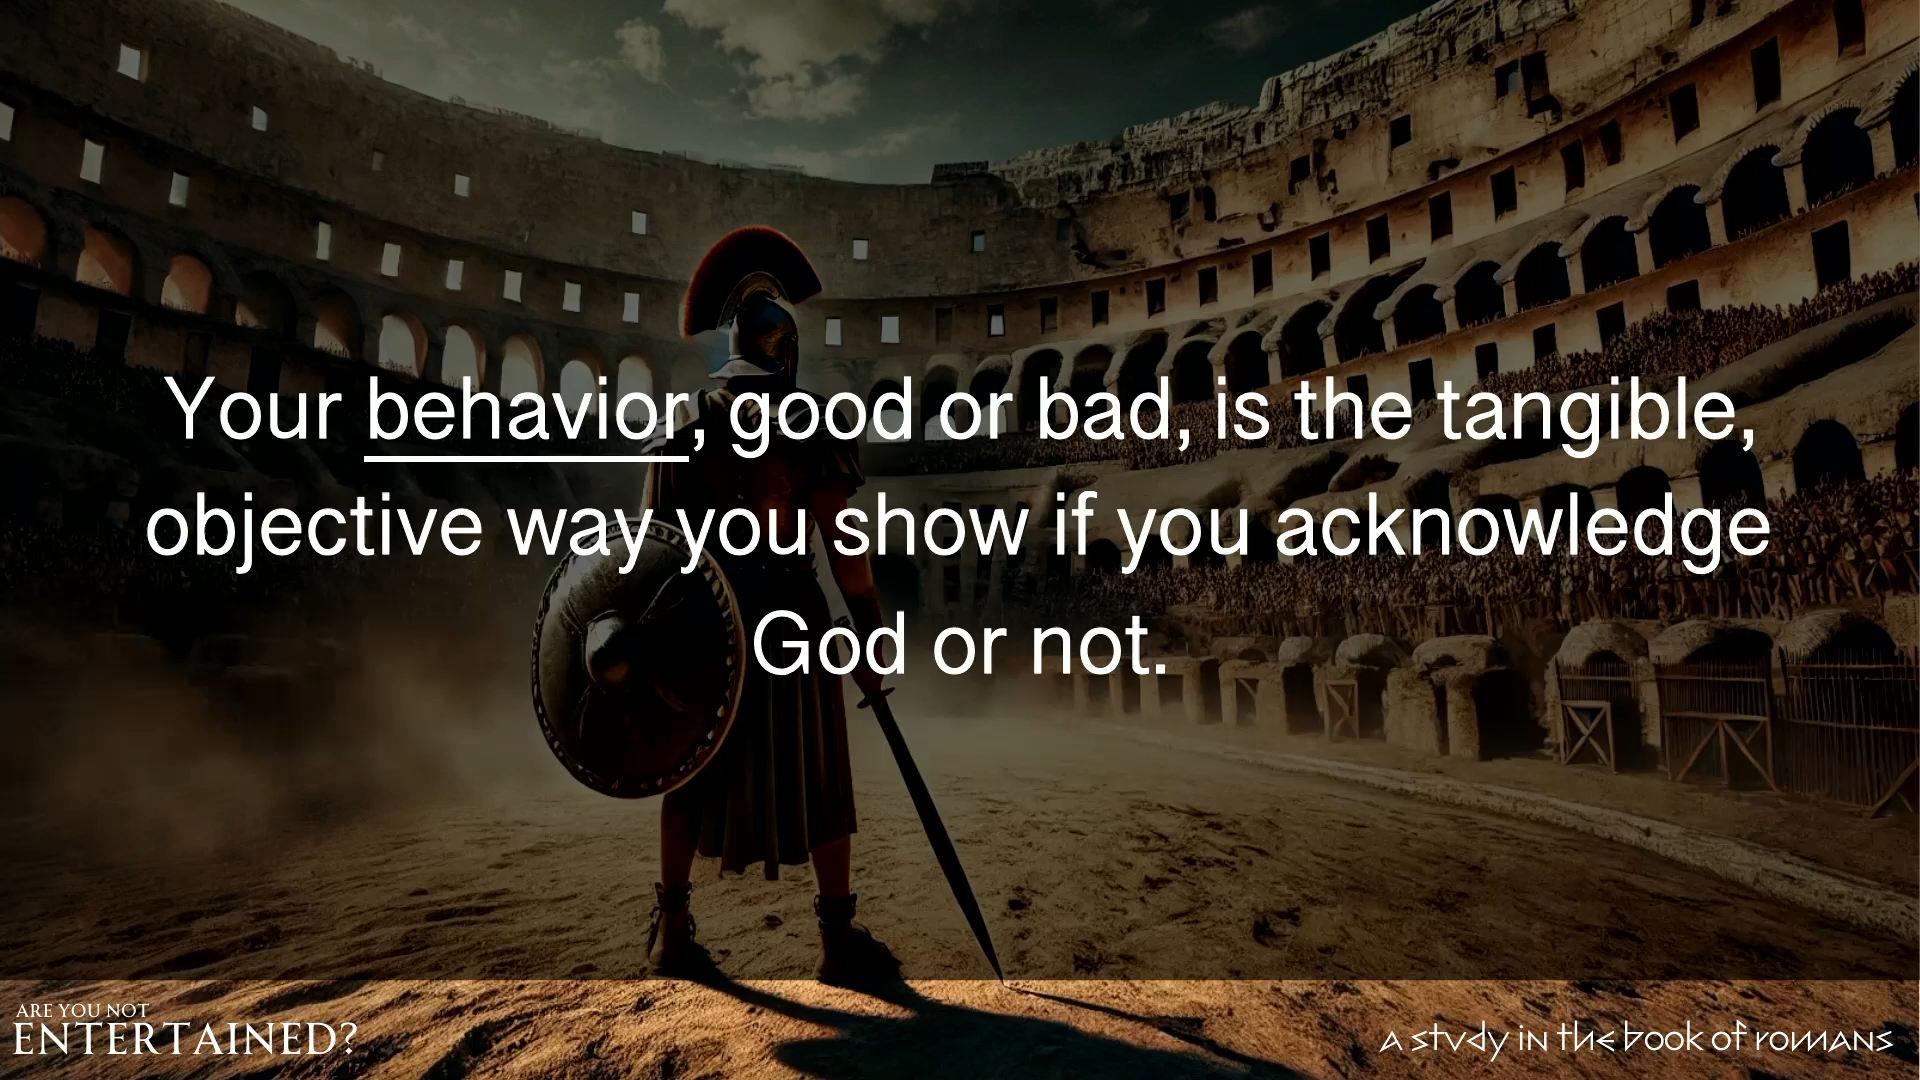 Your behavior, good or bad, is the tangible,
objective way you show if you acknowledge
God or not.
ARE YOU NOT
ENTERTAINED?
a study in the book of romans